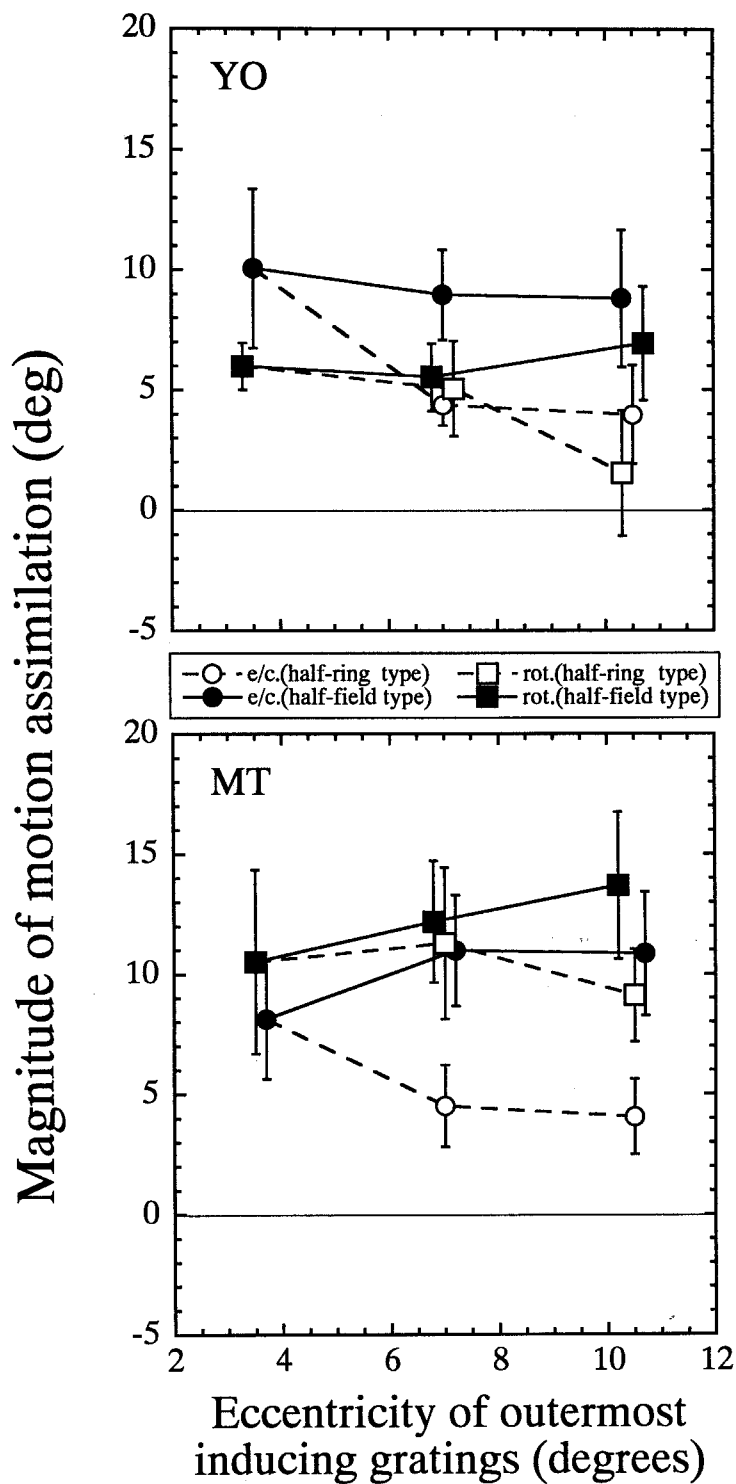 20
YO
15
10
5
0
-5
e/c.(half-ring type) rot.(half-ring type)
e/c.(half-field type) rot.(half-field type)
20
MT
15
10
5
0
-5
2 4 6 8 10 12
Magnitude of motion assimilation (deg)
Eccentricity of outermost
inducing gratings (degrees)